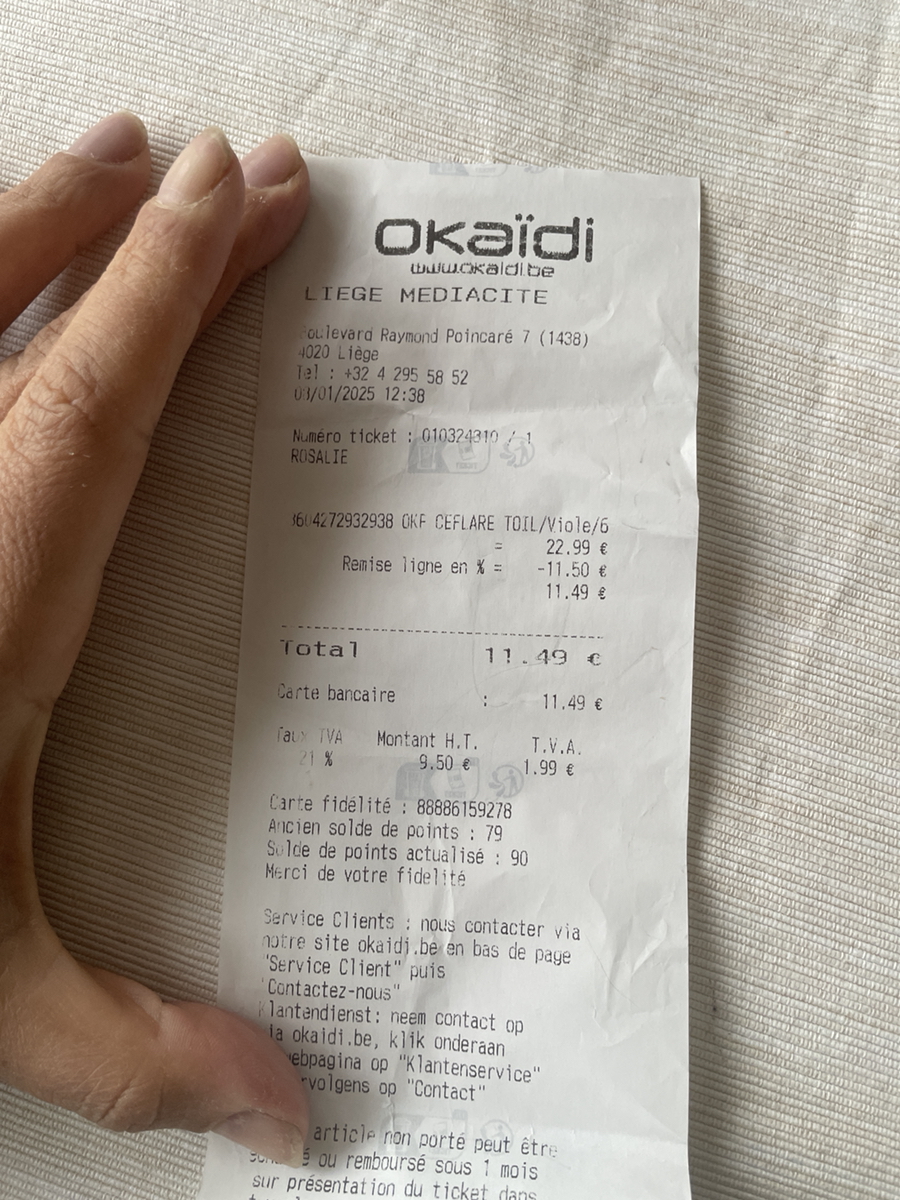 okaïdi
www.okaidi.be
LIEGE MEDIACITE
Boulevard Raymond Poincaré 7 (1438)
4020 Liège
Tel : +32 4 295 58 52
03/01/2025 12:38
Numéro ticket : 010324310 / 1
ROSALIE
3604272932938 OKF CEFLARE TOIL/Viole/6
= 22.99 €
Remise ligne en % = -11.50 €
11.49 €
Total 11.49 €
Carte bancaire : 11.49 €
Taux TVA Montant H.T. T.V.A.
21 % 9.50 € 1.99 €
Carte fidélité : 88886159278
Ancien solde de points : 79
Solde de points actualisé : 90
Merci de votre fidelité
Service Clients : nous contacter via
notre site okaidi.be en bas de page
"Service Client" puis
"Contactez-nous"
Klantendienst: neem contact op
via okaidi.be, klik onderaan
webpagina op "Klantenservice"
op "Contact"
article non porté peut être
ou remboursé sous 1 mois
sur présentation du ticket dans